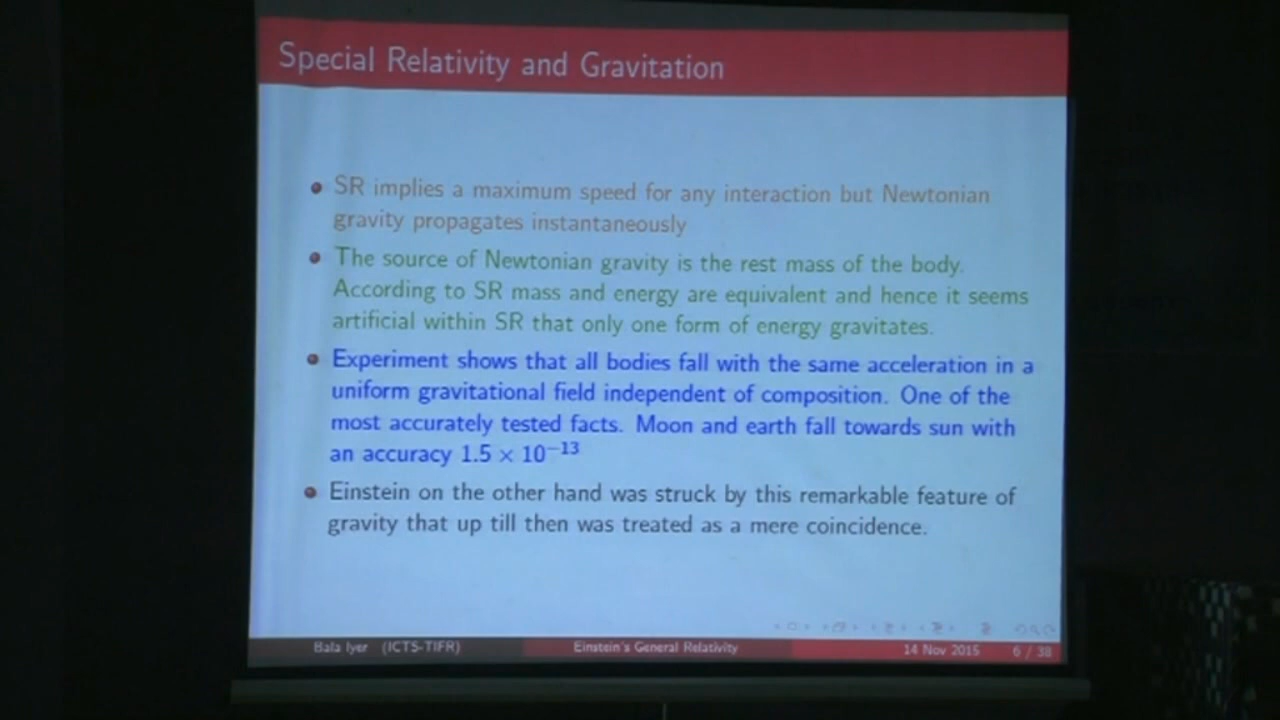 Special Relativity and Gravitation
SR implies a maximum speed for any interaction but Newtonian
gravity propagates instantaneously
The source of Newtonian gravity is the rest mass of the body.
According to SR mass and energy are equivalent and hence it seems
artificial within SR that only one form of energy gravitates.
Experiment shows that all bodies fall with the same acceleration in a
uniform gravitational field independent of composition. One of the
most accurately tested facts. Moon and earth fall towards sun with
an accuracy 1.5 × 10⁻¹³
Einstein on the other hand was struck by this remarkable feature of
gravity that up till then was treated as a mere coincidence.
Bala Iyer (ICTS-TIFR) Einstein's General Relativity 14 Nov 2015 6 / 38